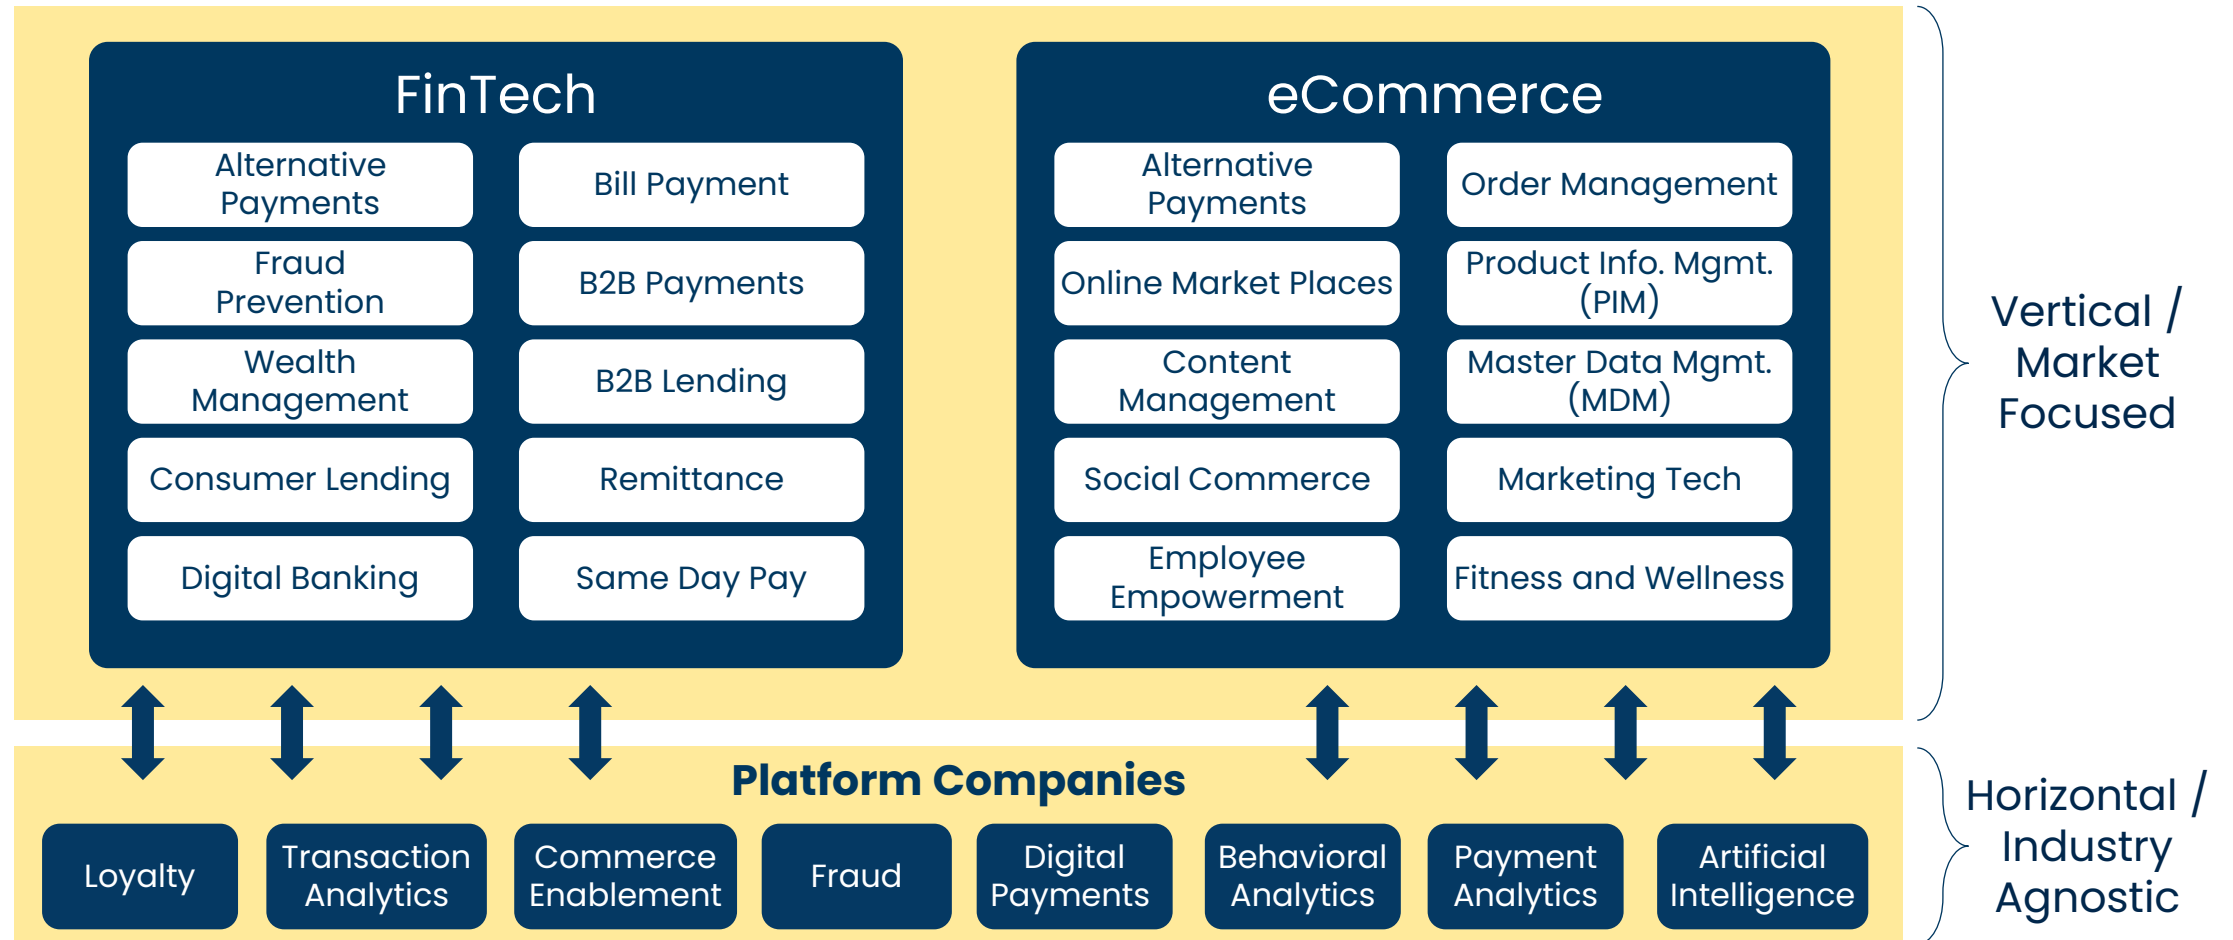 FinTech
Alternative
Payments
Bill Payment
Fraud
Prevention
B2B Payments
Wealth
Management
B2B Lending
Consumer Lending
Remittance
Digital Banking
Same Day Pay
eCommerce
Alternative
Payments
Order Management
Online Market Places
Product Info. Mgmt.
(PIM)
Content
Management
Master Data Mgmt.
(MDM)
Social Commerce
Marketing Tech
Employee
Empowerment
Fitness and Wellness
Vertical /
Market
Focused
Platform Companies
Loyalty
Transaction
Analytics
Commerce
Enablement
Fraud
Digital
Payments
Behavioral
Analytics
Payment
Analytics
Artificial
Intelligence
Horizontal /
Industry
Agnostic